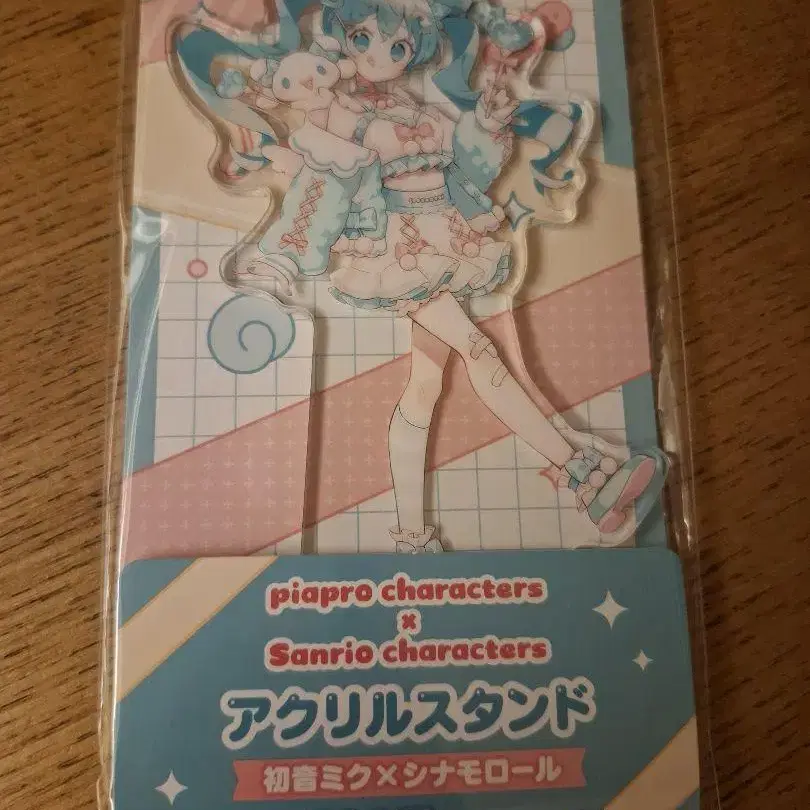 piapro characters
×
Sanrio characters
アクリルスタンド
初音ミク×シナモロール